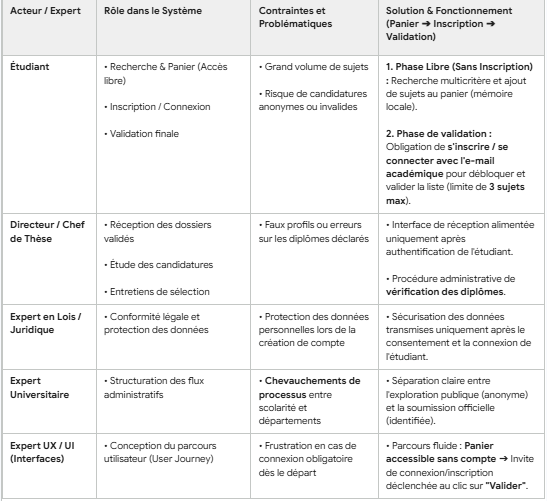 Acteur / Expert
Rôle dans le Système
Contraintes et
Problématiques
Solution & Fonctionnement
(Panier ➔ Inscription ➔
Validation)
Étudiant
• Recherche & Panier (Accès
libre)
• Inscription / Connexion
• Validation finale
• Grand volume de sujets
• Risque de candidatures
anonymes ou invalides
1. Phase Libre (Sans Inscription)
: Recherche multicritère et ajout
de sujets au panier (mémoire
locale).
2. Phase de validation :
Obligation de s'inscrire / se
connecter avec l'e-mail
académique pour débloquer et
valider la liste (limite de 3 sujets
max).
Directeur / Chef
de Thèse
• Réception des dossiers
validés
• Étude des candidatures
• Entretiens de sélection
• Faux profils ou erreurs
sur les diplômes déclarés
• Interface de réception alimentée
uniquement après
authentification de l'étudiant.
• Procédure administrative de
vérification des diplômes.
Expert en Lois /
Juridique
• Conformité légale et
protection des données
• Protection des données
personnelles lors de la
création de compte
• Sécurisation des données
transmises uniquement après le
consentement et la connexion de
l'étudiant.
Expert
Universitaire
• Structuration des flux
administratifs
• Chevauchements de
processus entre
scolarité et
départements
• Séparation claire entre
l'exploration publique (anonyme)
et la soumission officielle
(identifiée).
Expert UX / UI
(Interfaces)
• Conception du parcours
utilisateur (User Journey)
• Frustration en cas de
connexion obligatoire
dès le départ
• Parcours fluide : Panier
accessible sans compte ➔ Invite
de connexion/inscription
déclenchée au clic sur "Valider".